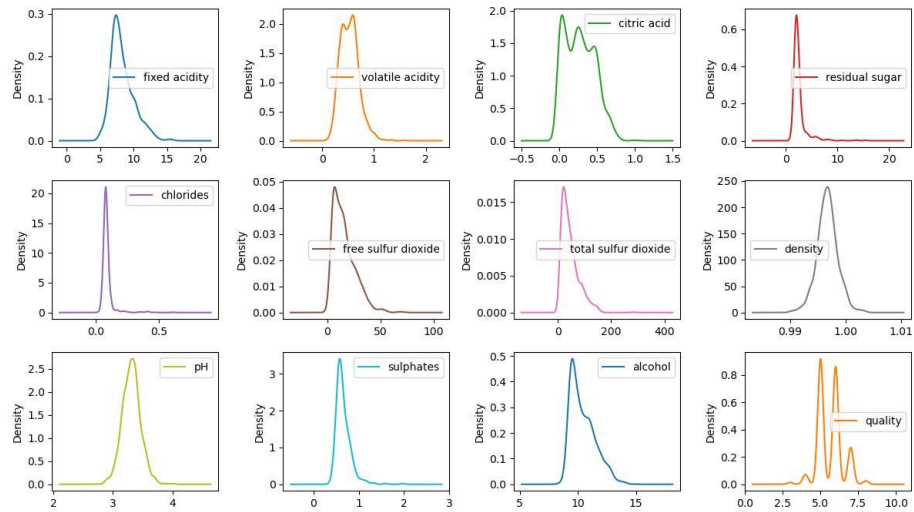 0.3
0.2
0.1
0.0
Density
fixed acidity
0 5 10 15 20
2.0
1.5
1.0
0.5
0.0
Density
volatile acidity
0 1 2
2.0
1.5
1.0
0.5
0.0
Density
citric acid
−0.5 0.0 0.5 1.0 1.5
0.6
0.4
0.2
0.0
Density
residual sugar
0 10 20
20
15
10
5
0
Density
chlorides
0.0 0.5
0.05
0.04
0.03
0.02
0.01
0.00
Density
free sulfur dioxide
0 50 100
0.015
0.010
0.005
0.000
Density
total sulfur dioxide
0 200 400
250
200
150
100
50
0
Density
density
0.99 1.00 1.01
2.5
2.0
1.5
1.0
0.5
0.0
Density
pH
2 3 4
3
2
1
0
Density
sulphates
0 1 2 3
0.5
0.4
0.3
0.2
0.1
0.0
Density
alcohol
5 10 15
0.8
0.6
0.4
0.2
0.0
Density
quality
0.0 2.5 5.0 7.5 10.0